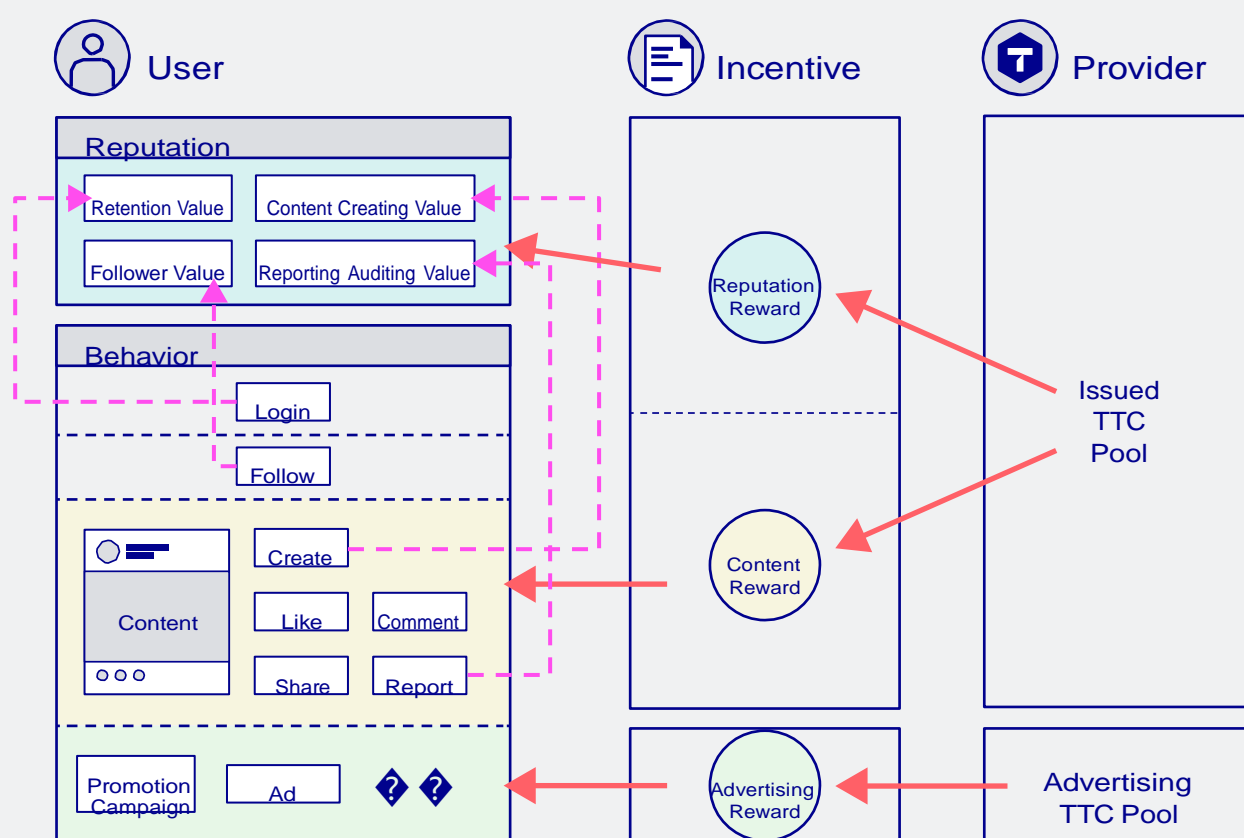 User
Incentive
Provider
Reputation
Retention Value
Content Creating Value
Follower Value
Reporting Auditing Value
Reputation
Reward
Behavior
Login
Follow
Issued
TTC
Pool
Create
Content
Like
Comment
Share
Report
Content
Reward
Promotion
Campaign
Ad
� �
Advertising
Reward
Advertising
TTC Pool